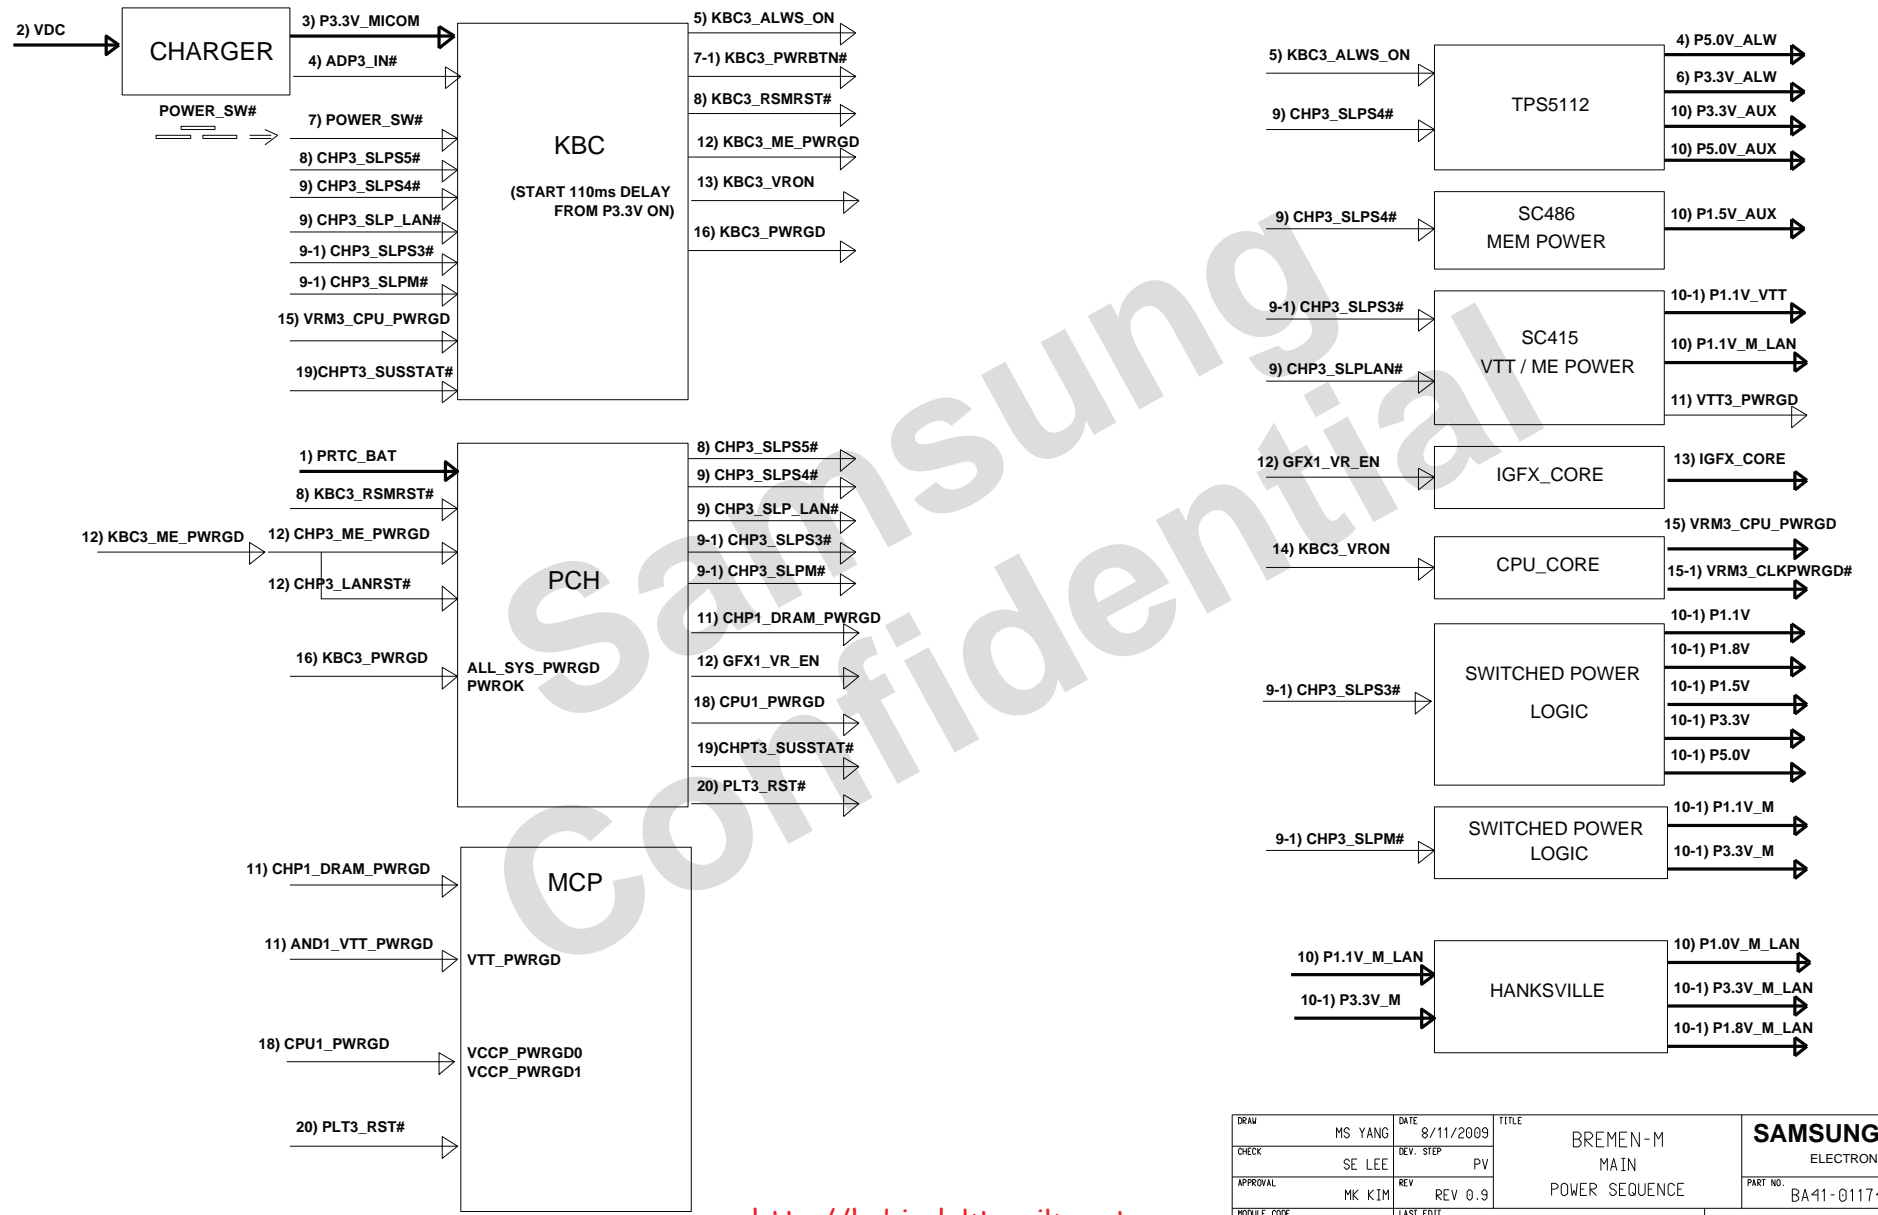 2) VDC
CHARGER
3) P3.3V_MICOM
4) ADP3_IN#
POWER_SW#
7) POWER_SW#
8) CHP3_SLPS5#
9) CHP3_SLPS4#
9) CHP3_SLP_LAN#
9-1) CHP3_SLPS3#
9-1) CHP3_SLPM#
15) VRM3_CPU_PWRGD
19)CHPT3_SUSSTAT#
KBC
(START 110ms DELAY
FROM P3.3V ON)
5) KBC3_ALWS_ON
7-1) KBC3_PWRBTN#
8) KBC3_RSMRST#
12) KBC3_ME_PWRGD
13) KBC3_VRON
16) KBC3_PWRGD
1) PRTC_BAT
8) KBC3_RSMRST#
12) KBC3_ME_PWRGD
12) CHP3_ME_PWRGD
12) CHP3_LANRST#
16) KBC3_PWRGD
PCH
ALL_SYS_PWRGD
PWROK
8) CHP3_SLPS5#
9) CHP3_SLPS4#
9) CHP3_SLP_LAN#
9-1) CHP3_SLPS3#
9-1) CHP3_SLPM#
11) CHP1_DRAM_PWRGD
12) GFX1_VR_EN
18) CPU1_PWRGD
19)CHPT3_SUSSTAT#
20) PLT3_RST#
11) CHP1_DRAM_PWRGD
11) AND1_VTT_PWRGD
18) CPU1_PWRGD
20) PLT3_RST#
MCP
VTT_PWRGD
VCCP_PWRGD0
VCCP_PWRGD1
5) KBC3_ALWS_ON
9) CHP3_SLPS4#
TPS5112
4) P5.0V_ALW
6) P3.3V_ALW
10) P3.3V_AUX
10) P5.0V_AUX
9) CHP3_SLPS4#
SC486
MEM POWER
10) P1.5V_AUX
9-1) CHP3_SLPS3#
9) CHP3_SLPLAN#
SC415
VTT / ME POWER
10-1) P1.1V_VTT
10) P1.1V_M_LAN
11) VTT3_PWRGD
12) GFX1_VR_EN
IGFX_CORE
13) IGFX_CORE
14) KBC3_VRON
CPU_CORE
15) VRM3_CPU_PWRGD
15-1) VRM3_CLKPWRGD#
9-1) CHP3_SLPS3#
SWITCHED POWER
LOGIC
10-1) P1.1V
10-1) P1.8V
10-1) P1.5V
10-1) P3.3V
10-1) P5.0V
9-1) CHP3_SLPM#
SWITCHED POWER
LOGIC
10-1) P1.1V_M
10-1) P3.3V_M
10) P1.1V_M_LAN
10-1) P3.3V_M
HANKSVILLE
10) P1.0V_M_LAN
10-1) P3.3V_M_LAN
10-1) P1.8V_M_LAN
Samsung
Confidential
DRAW
MS YANG
DATE
8/11/2009
TITLE
BREMEN-M
MAIN
POWER SEQUENCE
SAMSUNG
ELECTRON
CHECK
SE LEE
DEV. STEP
PV
APPROVAL
MK KIM
REV
REV 0.9
PART NO.
BA41-01174
MODULE CODE
LAST EDIT